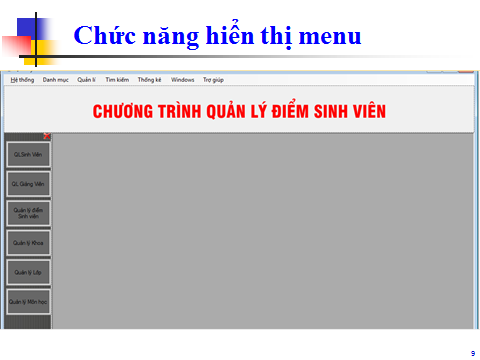 Chức năng hiển thị menu
Hệ thống Danh mục Quản lí Tìm kiếm Thống kê Windows Trợ giúp
CHƯƠNG TRÌNH QUẢN LÝ ĐIỂM SINH VIÊN
QLSinh Viên
QL Giảng Viên
Quản lý điểm
Sinh viên
Quản lý Khoa
Quản lý Lớp
Quản lý Môn học
9